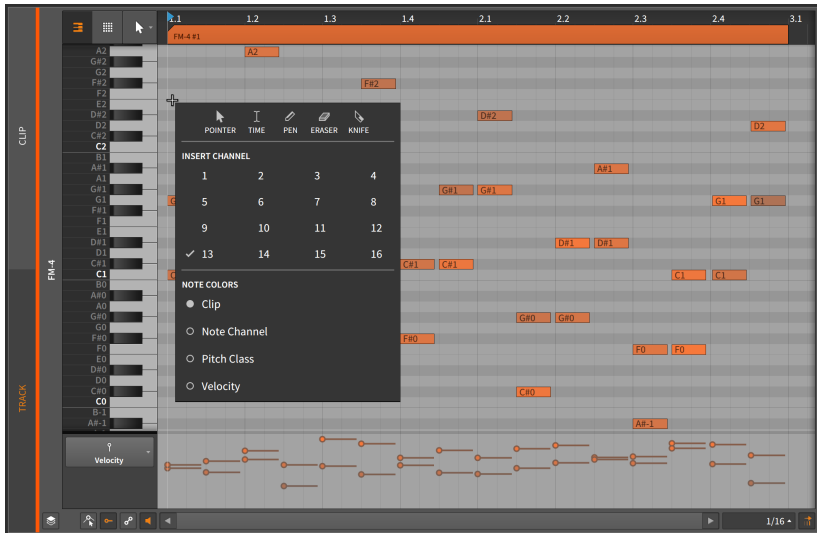 1.1 1.2 1.3 1.4 2.1 2.2 2.3 2.4 3.1
FM-4 #1
A2 A2
G#2
G2
F#2 F#2
F2
E2
D#2 D#2
D2 D2
C#2
C2
B1
A#1 A#1
A1
G#1 G#1 G#1
G1 G1 G1
F#1
F1
E1
D#1 D#1 D#1
D1
C#1 C#1 C#1
C1 C1 C1
B0
A#0
A0
G#0 G#0 G#0
G0
F#0 F#0
F0 F0 F0
E0
D#0
D0
C#0 C#0
C0
B-1
A#-1 A#-1
CLIP
TRACK
FM-4
POINTER TIME PEN ERASER KNIFE
INSERT CHANNEL
1 2 3 4
5 6 7 8
9 10 11 12
13 14 15 16
NOTE COLORS
Clip
Note Channel
Pitch Class
Velocity
Velocity
1/16